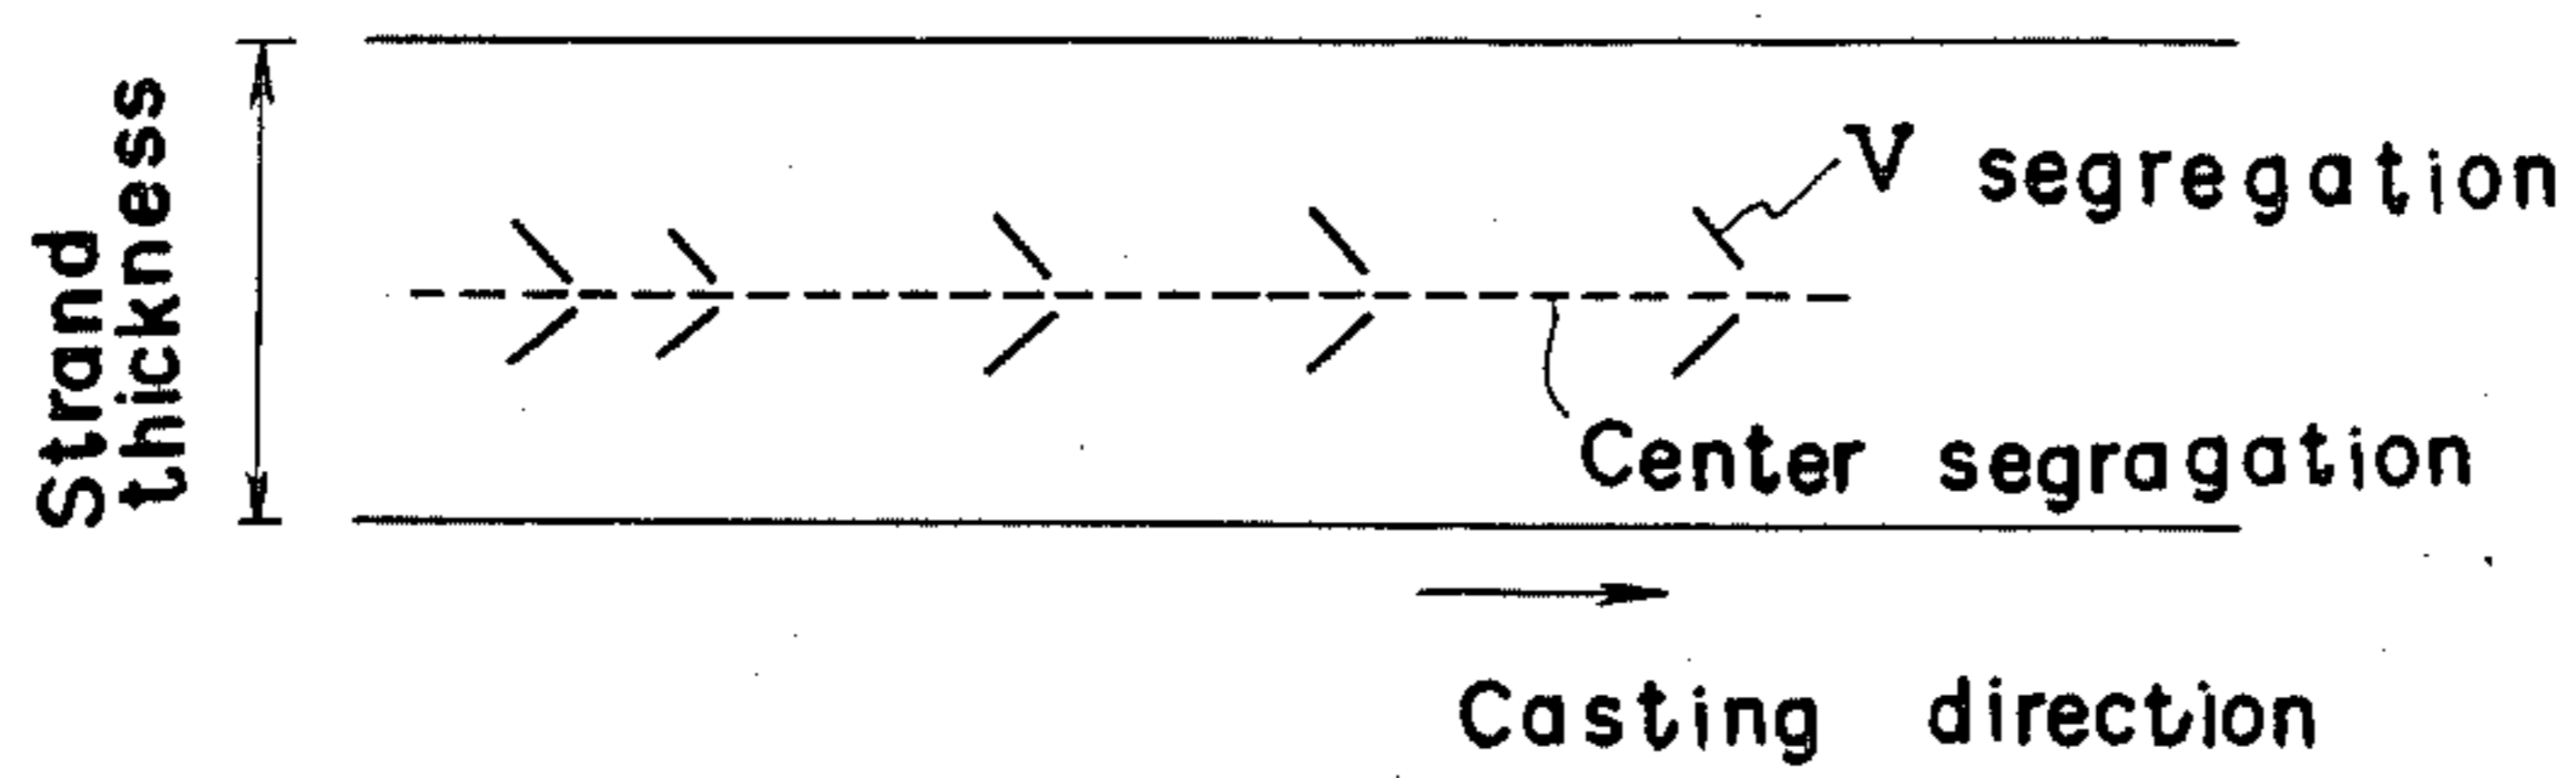 Strand
thickness
V segregation
Center segragation
Casting direction